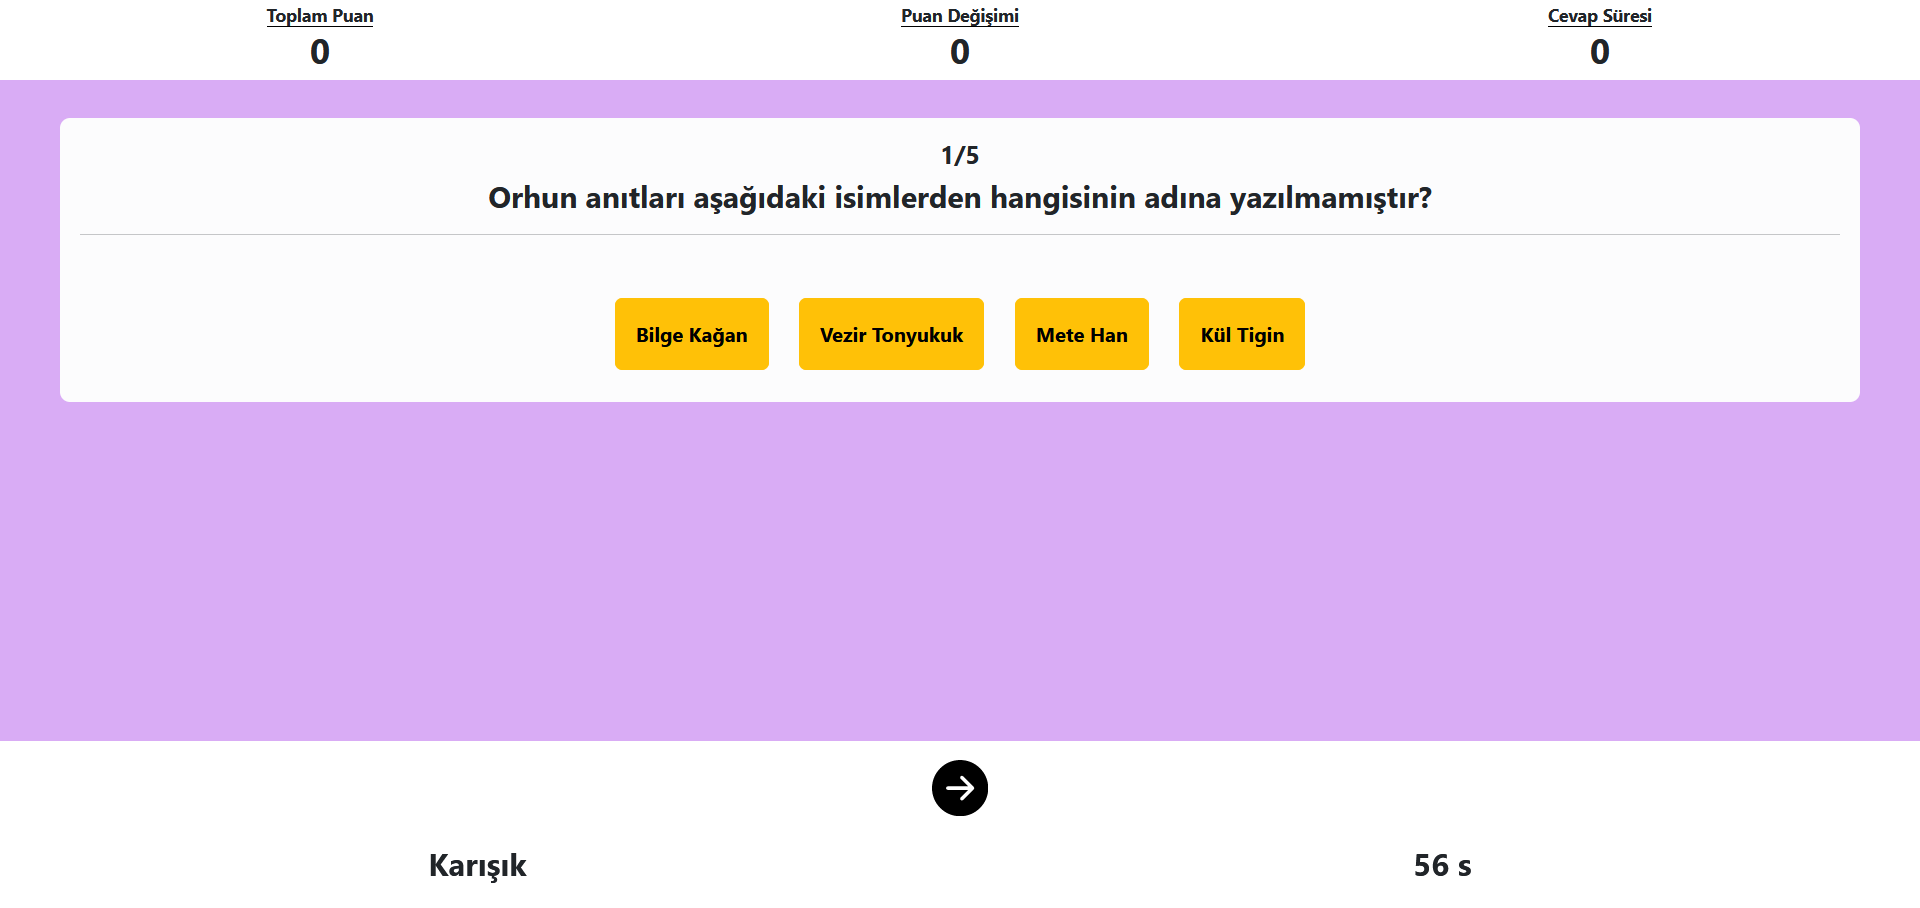 Toplam Puan
0
Puan Değişimi
0
Cevap Süresi
0
1/5
Orhun anıtları aşağıdaki isimlerden hangisinin adına yazılmamıştır?
Bilge Kağan
Vezir Tonyukuk
Mete Han
Kül Tigin
Karışık
56 s